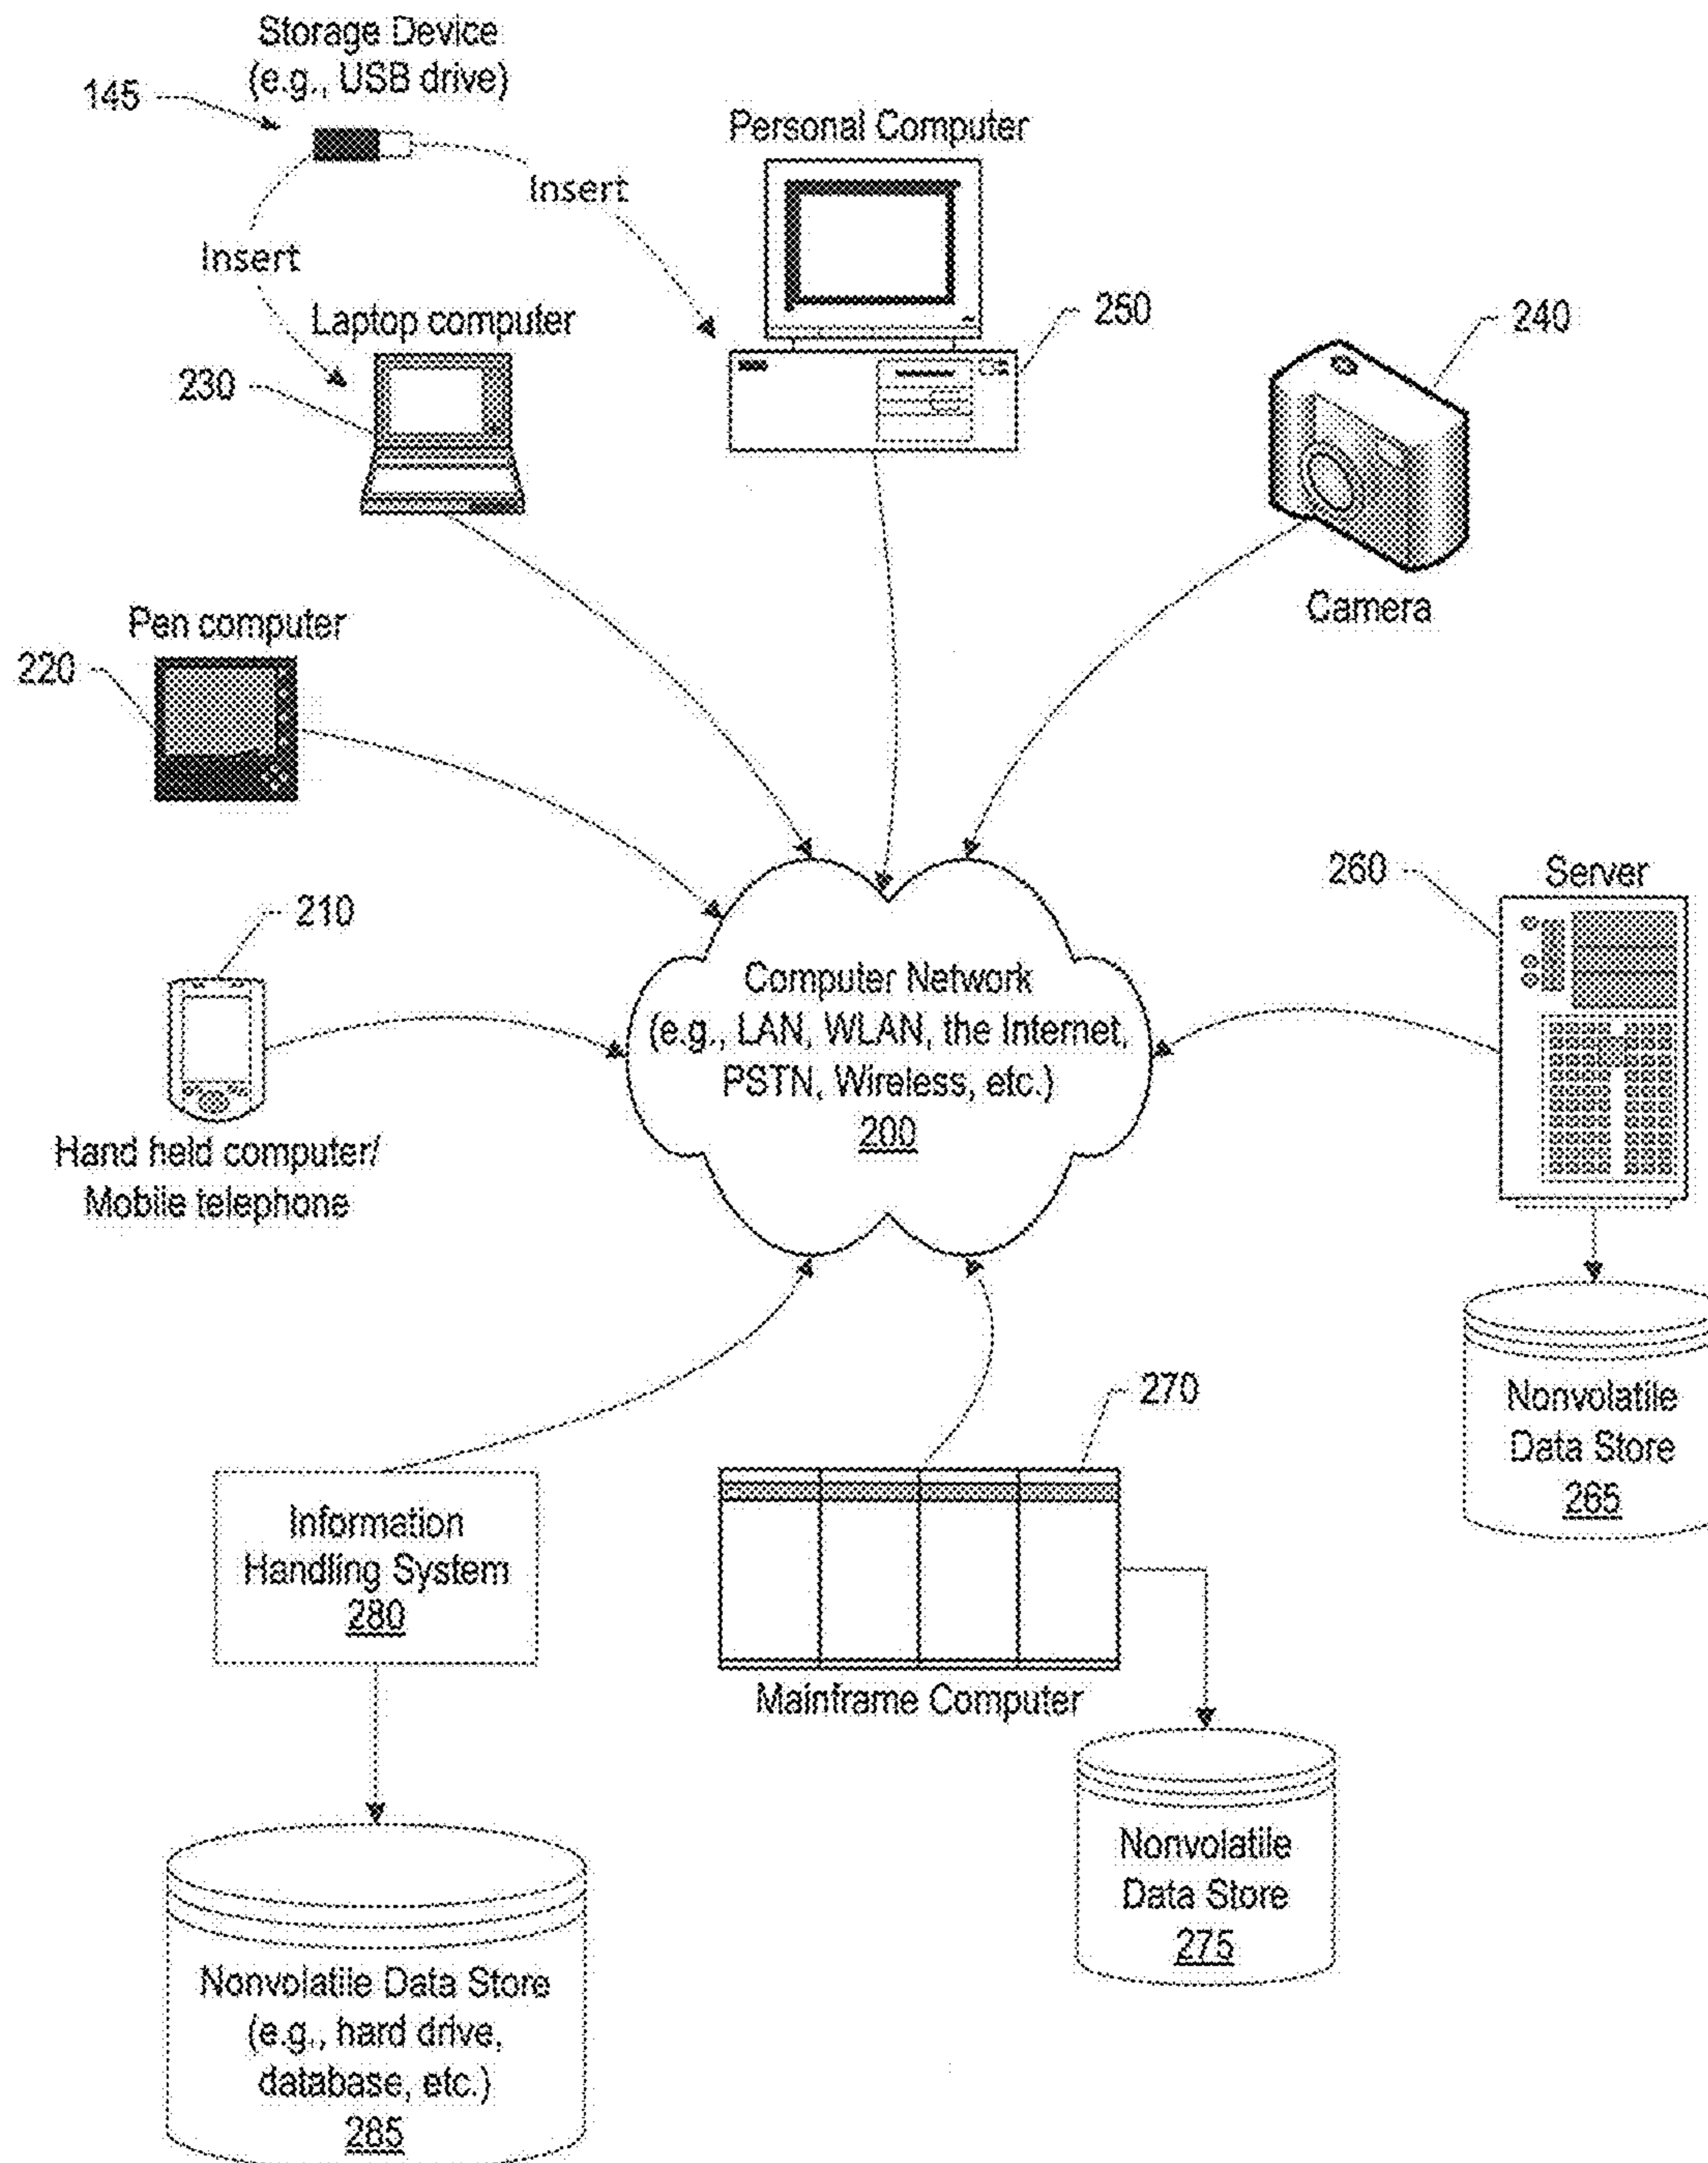 Storage Device
(e.g., USB drive)
145
Insert
Insert
Personal Computer
250
Laptop computer
230
240
Camera
Pen computer
220
210
Hand held computer/
Mobile telephone
Computer Network
(e.g., LAN, WLAN, the Internet,
PSTN, Wireless, etc.)
200
260
Server
Nonvolatile
Data Store
265
270
Mainframe Computer
Information
Handling System
280
Nonvolatile
Data Store
275
Nonvolatile Data Store
(e.g., hard drive,
database, etc.)
285